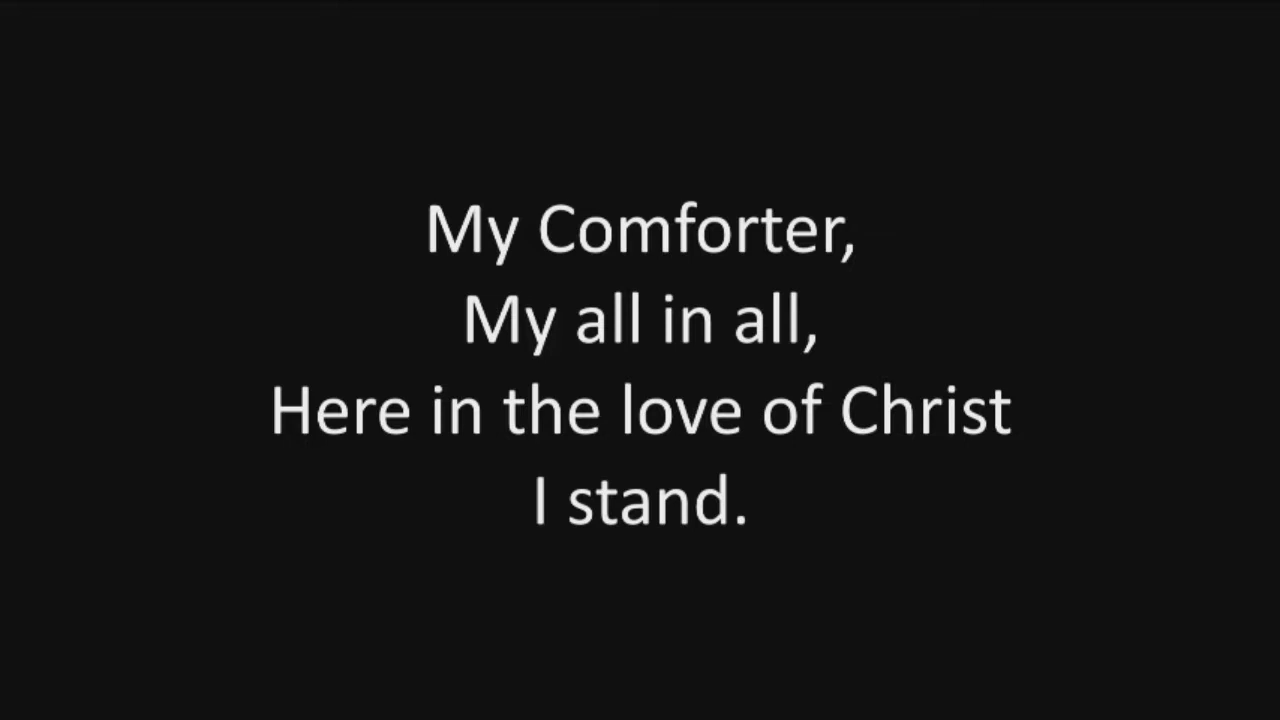 My Comforter,
My all in all,
Here in the love of Christ
I stand.